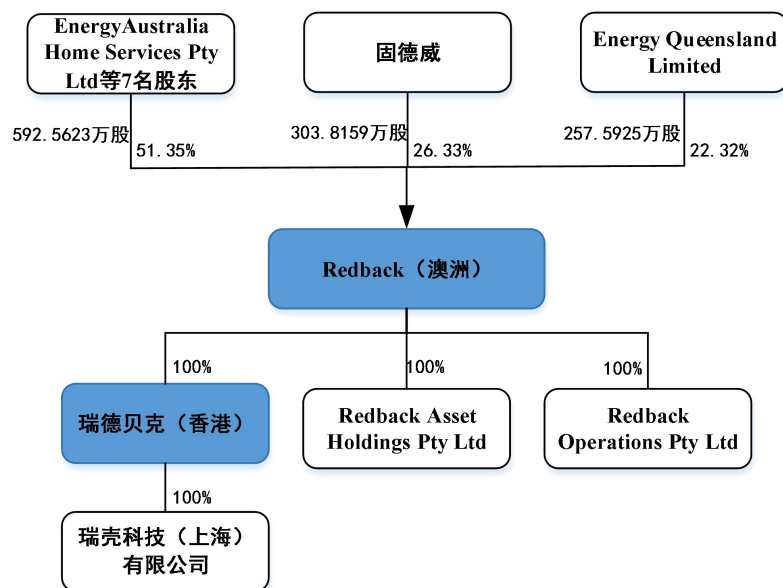 EnergyAustralia
Home Services Pty
Ltd等7名股东
固德威
Energy Queensland
Limited
592.5623万股
51.35%
303.8159万股
26.33%
257.5925万股
22.32%
Redback（澳洲）
100%
100%
100%
瑞德贝克（香港）
Redback Asset
Holdings Pty Ltd
Redback
Operations Pty Ltd
100%
瑞壳科技（上海）
有限公司